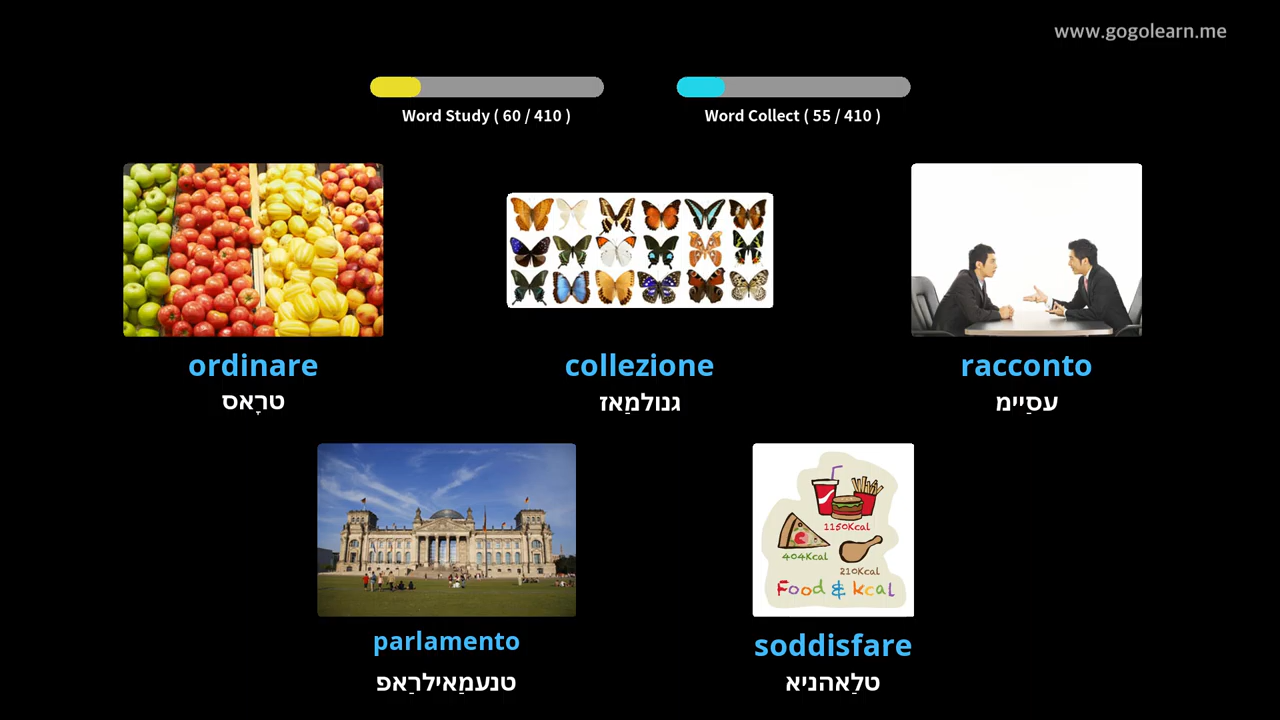 www.gogolearn.me
Word Study ( 60 / 410 )
Word Collect ( 55 / 410 )
ordinare
טרָאס
collezione
גנולמַאז
racconto
עסַיימ
parlamento
טנעמַאילרַאפ
1150Kcal
404Kcal
210Kcal
Food & kcal
soddisfare
טלַאהניא